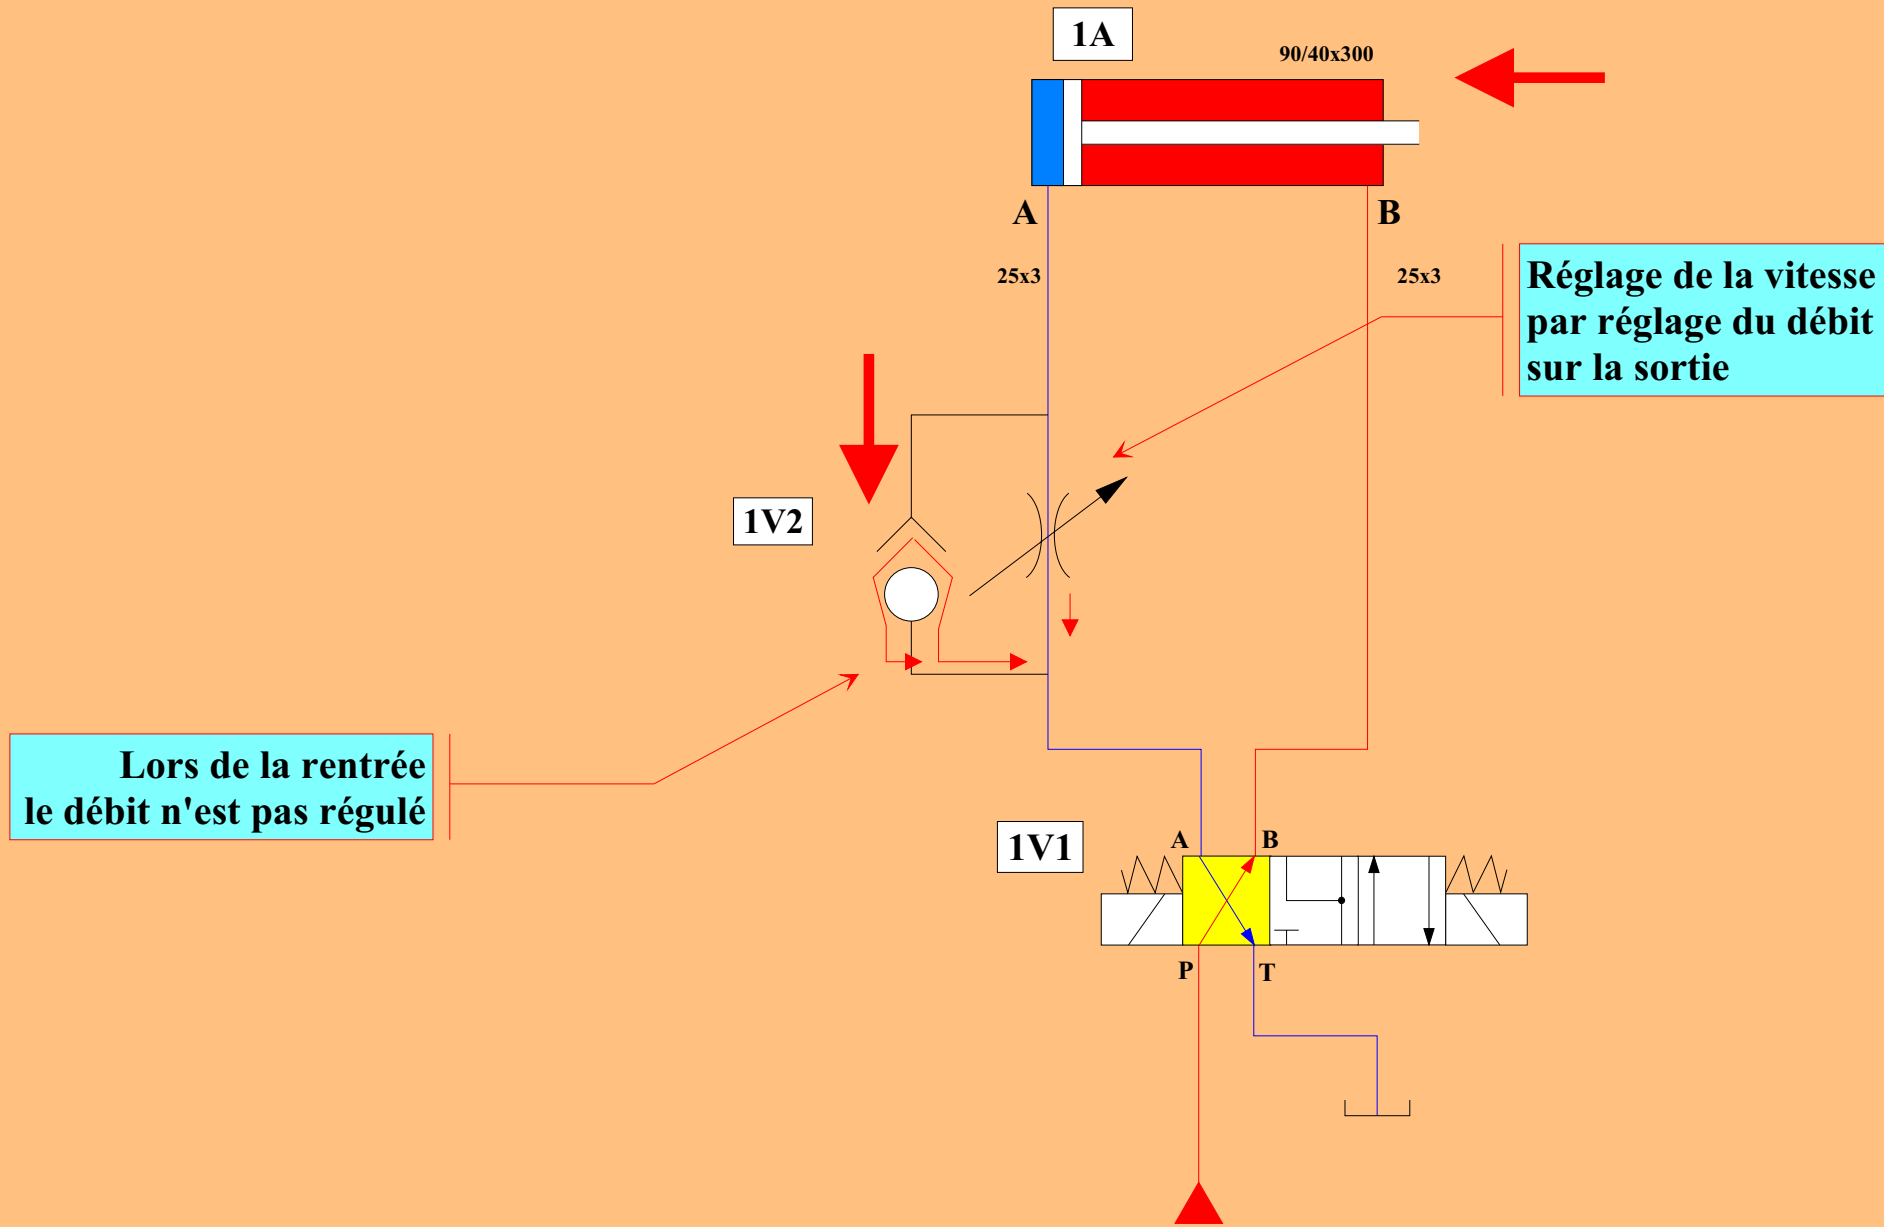 1A
90/40x300
A
B
25x3
25x3
Réglage de la vitesse
par réglage du débit
sur la sortie
1V2
Lors de la rentrée
le débit n'est pas régulé
1V1
A
B
P
T